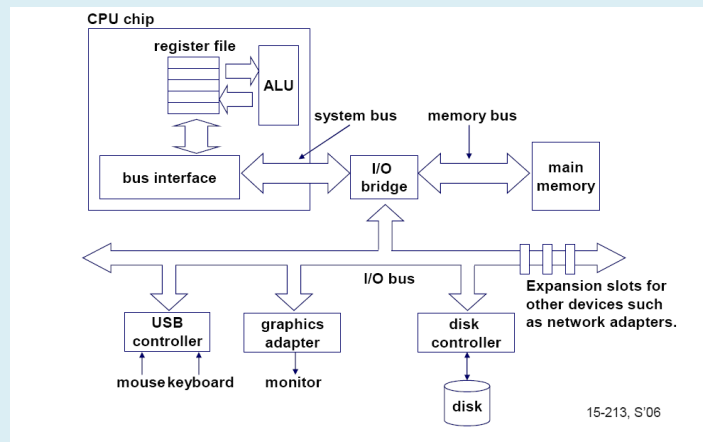 CPU chip
register file
ALU
system bus
memory bus
bus interface
I/O
bridge
main
memory
I/O bus
Expansion slots for
other devices such
as network adapters.
USB
controller
graphics
adapter
disk
controller
mouse keyboard
monitor
disk
15-213, S'06